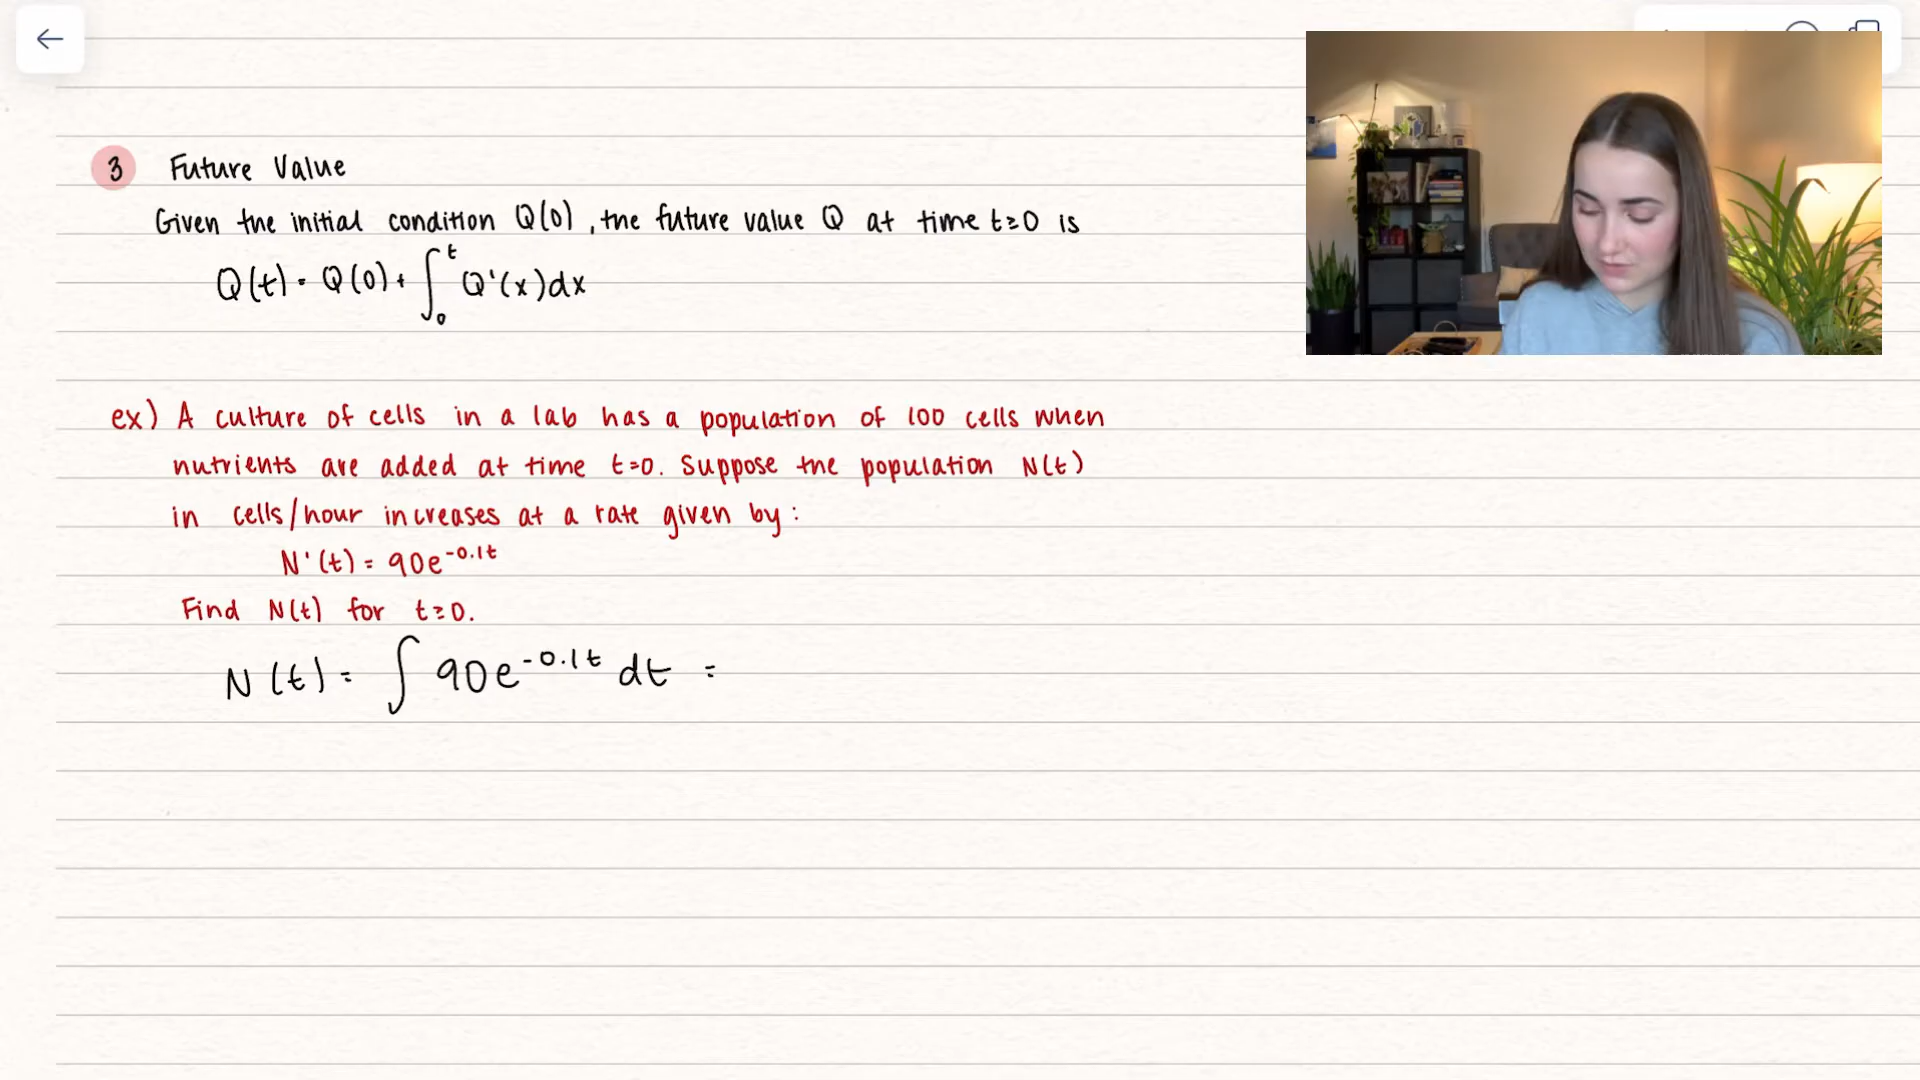 3 Future Value
Given the initial condition Q(0), the future value Q at time t≥0 is
Q(t) = Q(0) + ∫₀ᵗ Q'(x)dx
ex) A culture of cells in a lab has a population of 100 cells when
nutrients are added at time t=0. Suppose the population N(t)
in cells/hour increases at a rate given by:
N'(t) = 90e^{-0.1t}
Find N(t) for t≥0.
N(t) = ∫ 90e^{-0.1t} dt =